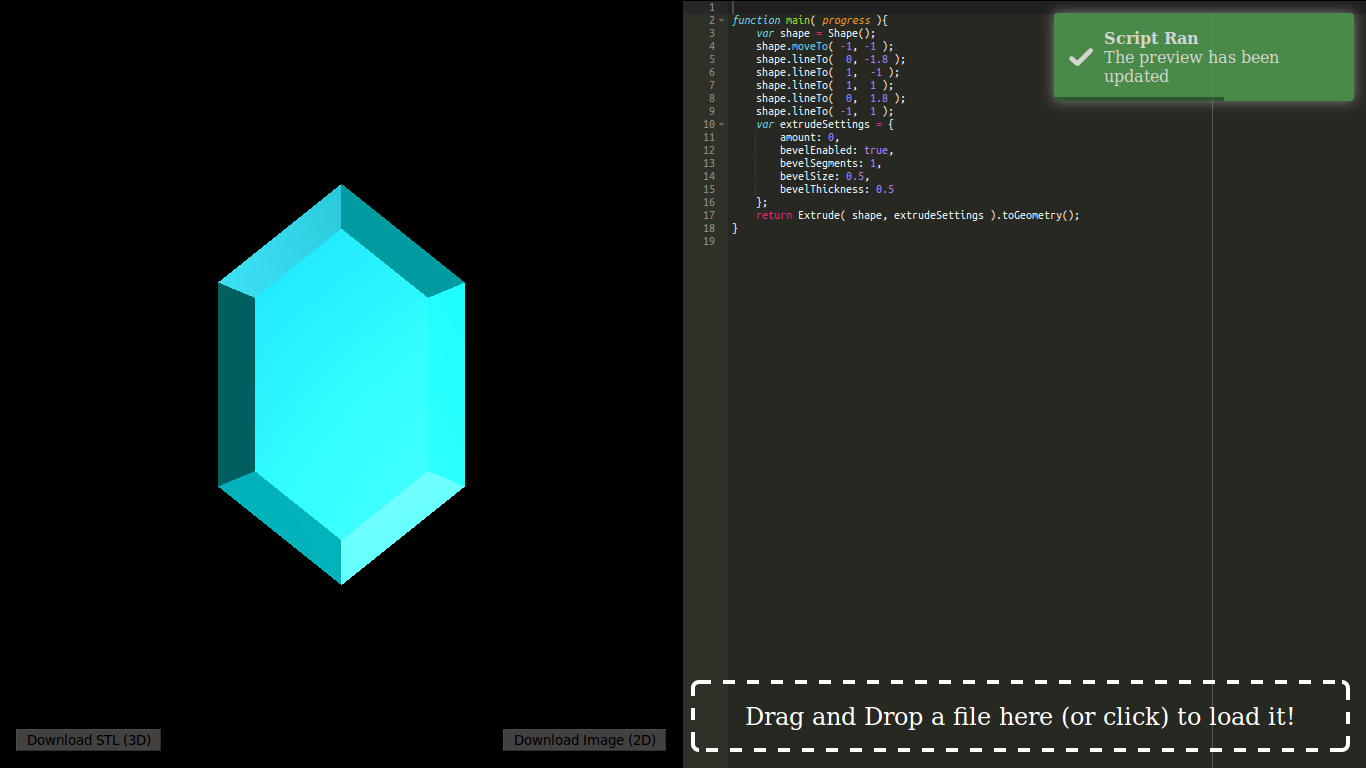 1
2 function main( progress ){
3 var shape = Shape();
4 shape.moveTo( -1, -1 );
5 shape.lineTo(  0, -1.8 );
6 shape.lineTo(  1,  -1 );
7 shape.lineTo(  1,  1 );
8 shape.lineTo(  0,  1.8 );
9 shape.lineTo( -1,  1 );
10 var extrudeSettings = {
11 amount: 0,
12 bevelEnabled: true,
13 bevelSegments: 1,
14 bevelSize: 0.5,
15 bevelThickness: 0.5
16 };
17 return Extrude( shape, extrudeSettings ).toGeometry();
18 }
19
Script Ran
The preview has been
updated
Drag and Drop a file here (or click) to load it!
Download STL (3D)
Download Image (2D)